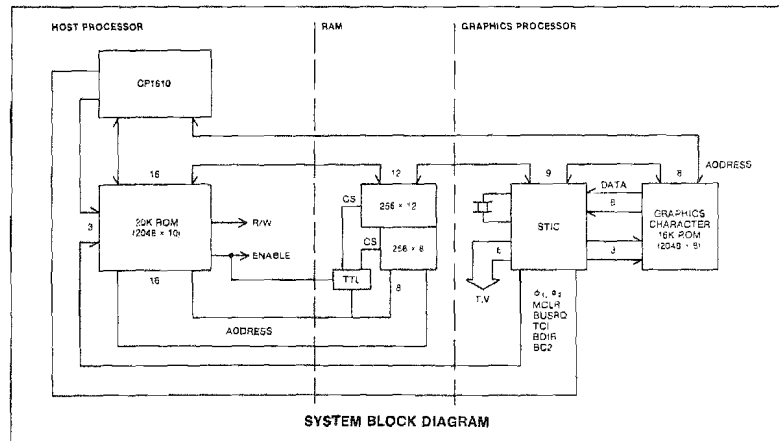 HOST PROCESSOR
RAM
GRAPHICS PROCESSOR
CP1610
16
12
9
8
ADDRESS
DATA
CS
256 × 12
20K ROM
(2048 × 10)
R/W
3
STIC
8
GRAPHICS
CHARACTER
16K ROM
(2048 × 8)
CS
256 × 8
ENABLE
TTL
6
3
16
8
T.V
ADDRESS
MCLR
BUSRQ
TCI
BDIR
BC2
SYSTEM BLOCK DIAGRAM